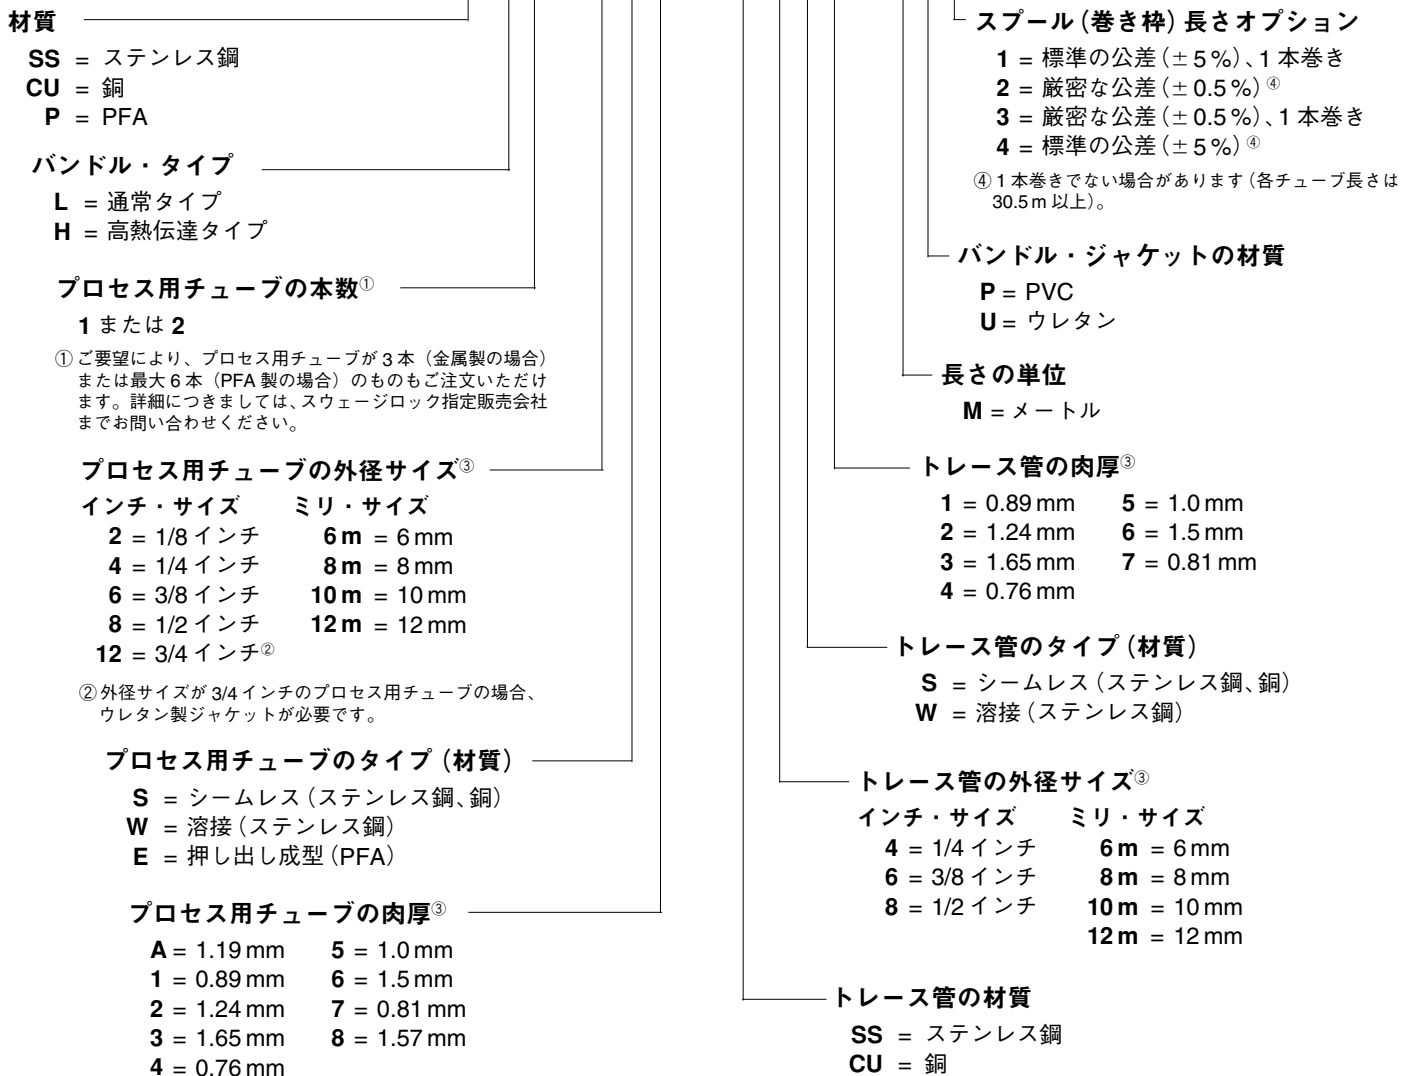 材質
SS = ステンレス鋼
CU = 銅
P = PFA
バンドル・タイプ
L = 通常タイプ
H = 高熱伝達タイプ
プロセス用チューブの本数①
1 または 2
① ご要望により、プロセス用チューブが 3 本（金属製の場合）
または最大 6 本（PFA 製の場合）のものもご注文いただけ
ます。詳細につきましては、スウェージロック指定販売会社
までお問い合わせください。
プロセス用チューブの外径サイズ③
インチ・サイズ ミリ・サイズ
2 = 1/8 インチ 6 m = 6 mm
4 = 1/4 インチ 8 m = 8 mm
6 = 3/8 インチ 10 m = 10 mm
8 = 1/2 インチ 12 m = 12 mm
12 = 3/4 インチ②
② 外径サイズが 3/4 インチのプロセス用チューブの場合、
ウレタン製ジャケットが必要です。
プロセス用チューブのタイプ（材質）
S = シームレス（ステンレス鋼、銅）
W = 溶接（ステンレス鋼）
E = 押し出し成型（PFA）
プロセス用チューブの肉厚③
A = 1.19 mm 5 = 1.0 mm
1 = 0.89 mm 6 = 1.5 mm
2 = 1.24 mm 7 = 0.81 mm
3 = 1.65 mm 8 = 1.57 mm
4 = 0.76 mm
スプール（巻き枠）長さオプション
1 = 標準の公差（± 5 %）、1 本巻き
2 = 厳密な公差（± 0.5 %）④
3 = 厳密な公差（± 0.5 %）、1 本巻き
4 = 標準の公差（± 5 %）④
④ 1 本巻きでない場合があります（各チューブ長さは
30.5 m 以上）。
バンドル・ジャケットの材質
P = PVC
U = ウレタン
長さの単位
M = メートル
トレース管の肉厚③
1 = 0.89 mm 5 = 1.0 mm
2 = 1.24 mm 6 = 1.5 mm
3 = 1.65 mm 7 = 0.81 mm
4 = 0.76 mm
トレース管のタイプ（材質）
S = シームレス（ステンレス鋼、銅）
W = 溶接（ステンレス鋼）
トレース管の外径サイズ③
インチ・サイズ ミリ・サイズ
4 = 1/4 インチ 6 m = 6 mm
6 = 3/8 インチ 8 m = 8 mm
8 = 1/2 インチ 10 m = 10 mm
12 m = 12 mm
トレース管の材質
SS = ステンレス鋼
CU = 銅